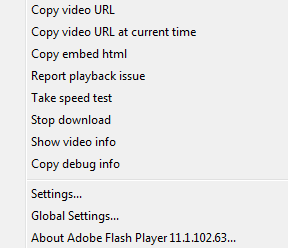 Copy video URL
Copy video URL at current time
Copy embed html
Report playback issue
Take speed test
Stop download
Show video info
Copy debug info
Settings...
Global Settings...
About Adobe Flash Player 11.1.102.63...